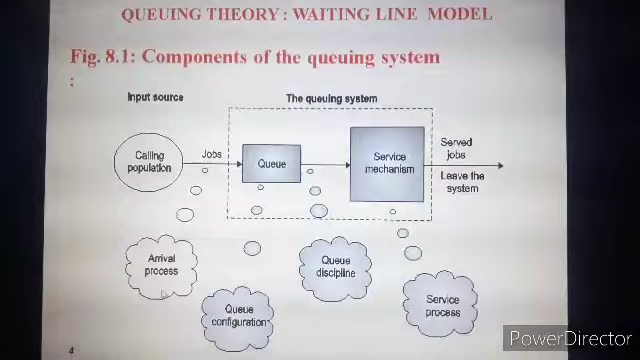 QUEUING THEORY : WAITING LINE MODEL
Fig. 8.1: Components of the queuing system
:
Input source
The queuing system
Calling
population
Jobs
Queue
Service
mechanism
Served
jobs
Leave the
system
Arrival
process
Queue
configuration
Queue
discipline
Service
process
4
PowerDirector